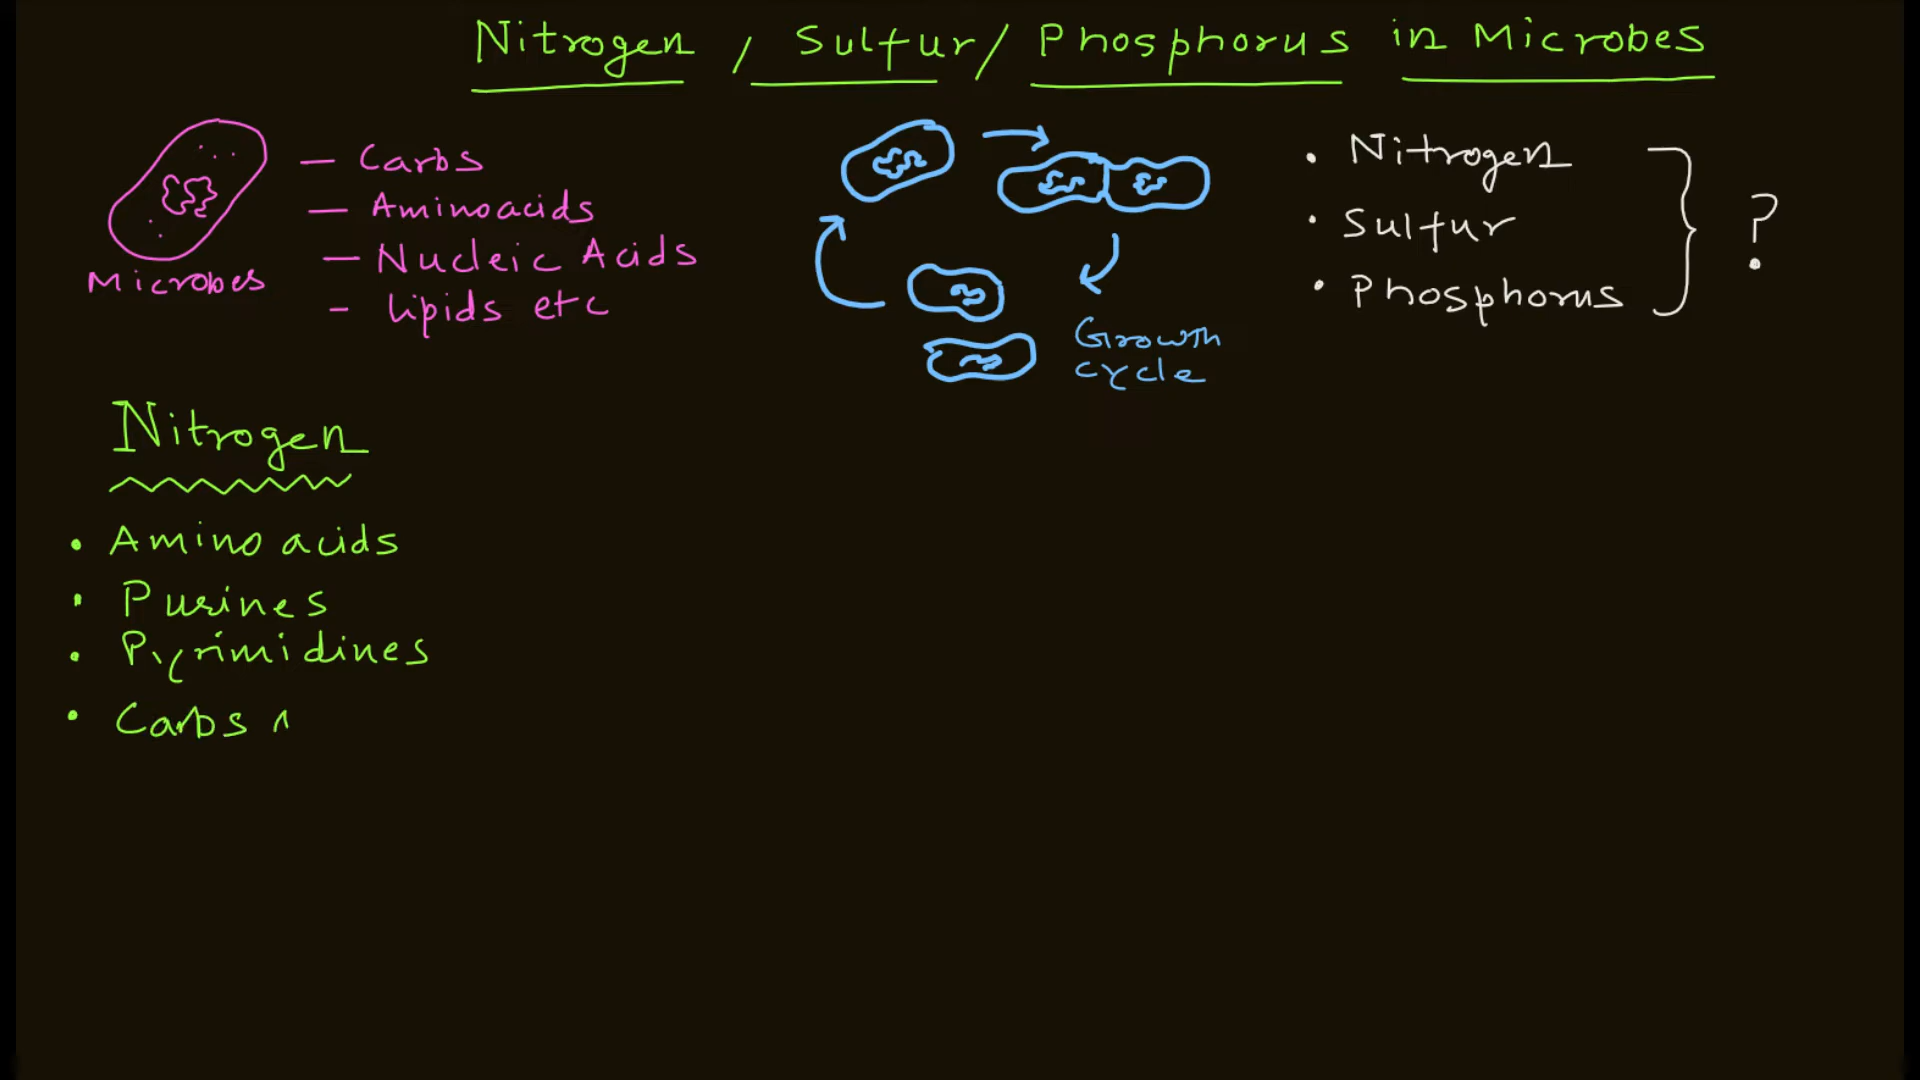 Nitrogen / Sulfur / Phosphorus in Microbes
- Carbs
- Aminoacids
- Nucleic Acids
- lipids etc
Microbes
Growth
cycle
• Nitrogen
• Sulfur
• Phosphorus
?
Nitrogen
• Amino acids
• Purines
• Pyrimidines
• Carbs